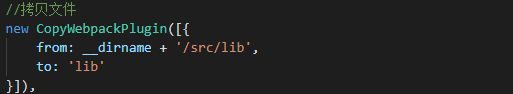 //拷贝文件
new CopyWebpackPlugin([{
    from: __dirname + '/src/lib',
    to: 'lib'
}]),